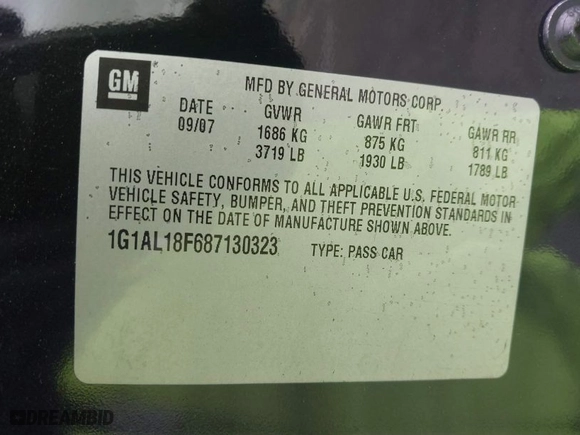 GM
MFD BY GENERAL MOTORS CORP
DATE GVWR GAWR FRT GAWR RR
09/07 1686 KG 875 KG 811 KG
3719 LB 1930 LB 1789 LB
THIS VEHICLE CONFORMS TO ALL APPLICABLE U.S. FEDERAL MOTOR
VEHICLE SAFETY, BUMPER, AND THEFT PREVENTION STANDARDS IN
EFFECT ON THE DATE OF MANUFACTURE SHOWN ABOVE.
1G1AL18F687130323 TYPE: PASS CAR
DREAMBID